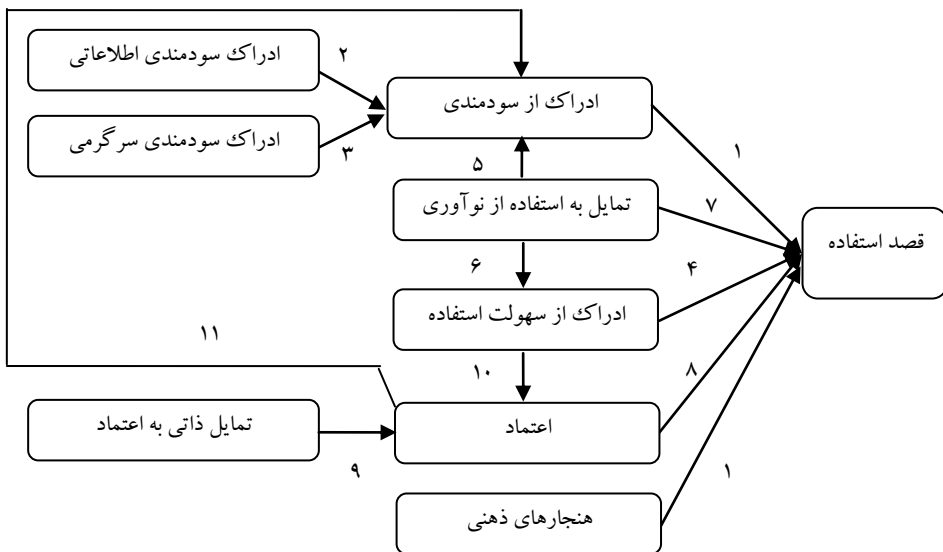 ادراک سودمندی اطلاعاتی
۲
ادراک از سودمندی
ادراک سودمندی سرگرمی
۳
۱
۵
تمایل به استفاده از نوآوری
۷
قصد استفاده
۶
۴
ادراک از سهولت استفاده
۱۱
۱۰
۸
تمایل ذاتی به اعتماد
اعتماد
۹
۱
هنجارهای ذهنی